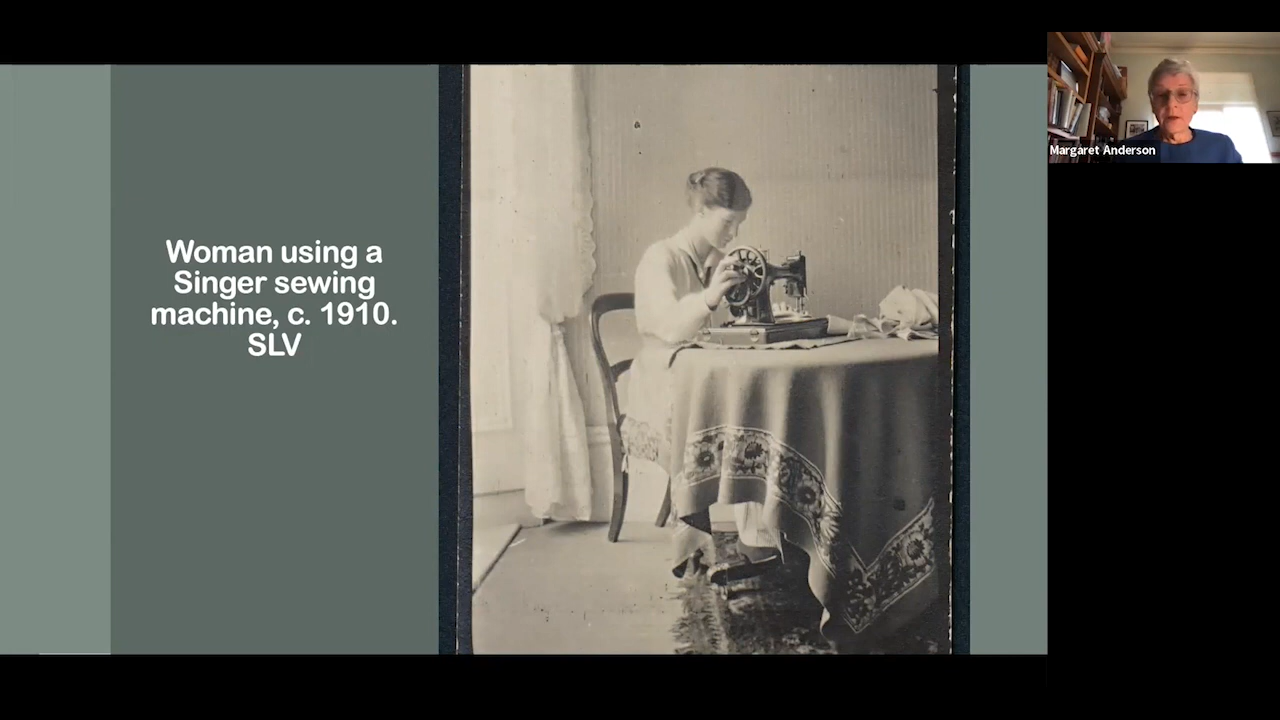 Woman using a
Singer sewing
machine, c. 1910.
SLV
Margaret Anderson